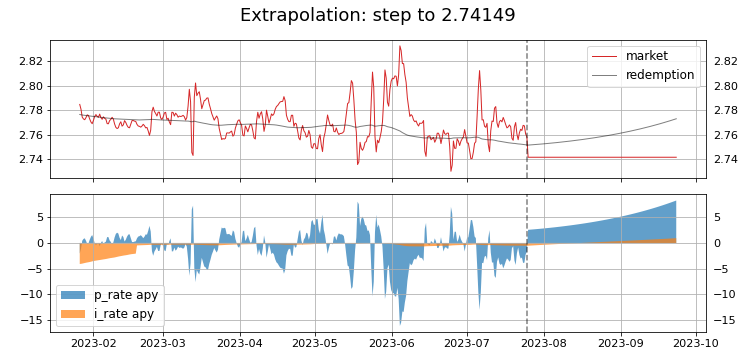 Extrapolation: step to 2.74149
2.82 2.82
2.80 2.80
2.78 2.78
2.76 2.76
2.74 2.74
market
redemption
5 5
0 0
−5 −5
−10 −10
−15 −15
p_rate apy
i_rate apy
2023-02 2023-03 2023-04 2023-05 2023-06 2023-07 2023-08 2023-09 2023-10